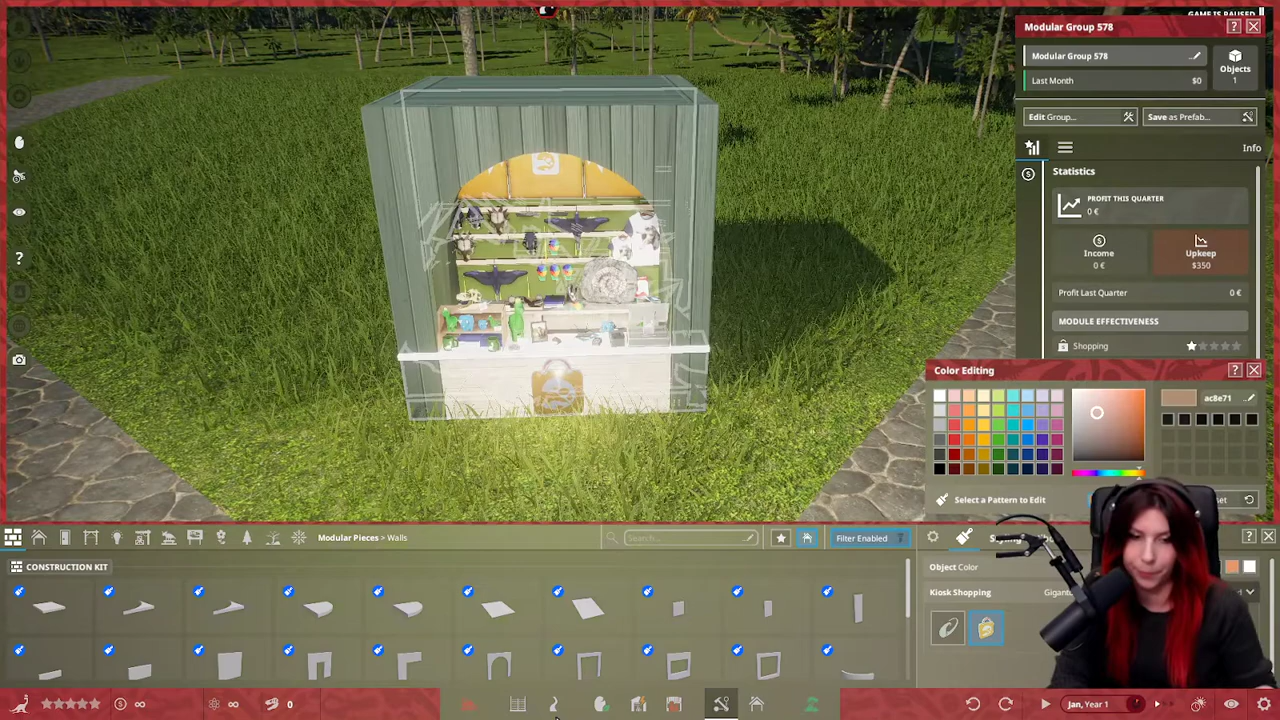 GAME IS PAUSED
Modular Group 578
?
Modular Group 578
Objects
1
Last Month
$0
Edit Group...
Save as Prefab...
Info
Statistics
PROFIT THIS QUARTER
0 €
Income
0 €
Upkeep
$350
Profit Last Quarter
0 €
MODULE EFFECTIVENESS
Shopping
Color Editing
?
ac8e71
Select a Pattern to Edit
?
Modular Pieces > Walls
Search...
Filter Enabled
?
CONSTRUCTION KIT
Object Color
Kiosk Shopping
∞
∞
0
Jan, Year 1